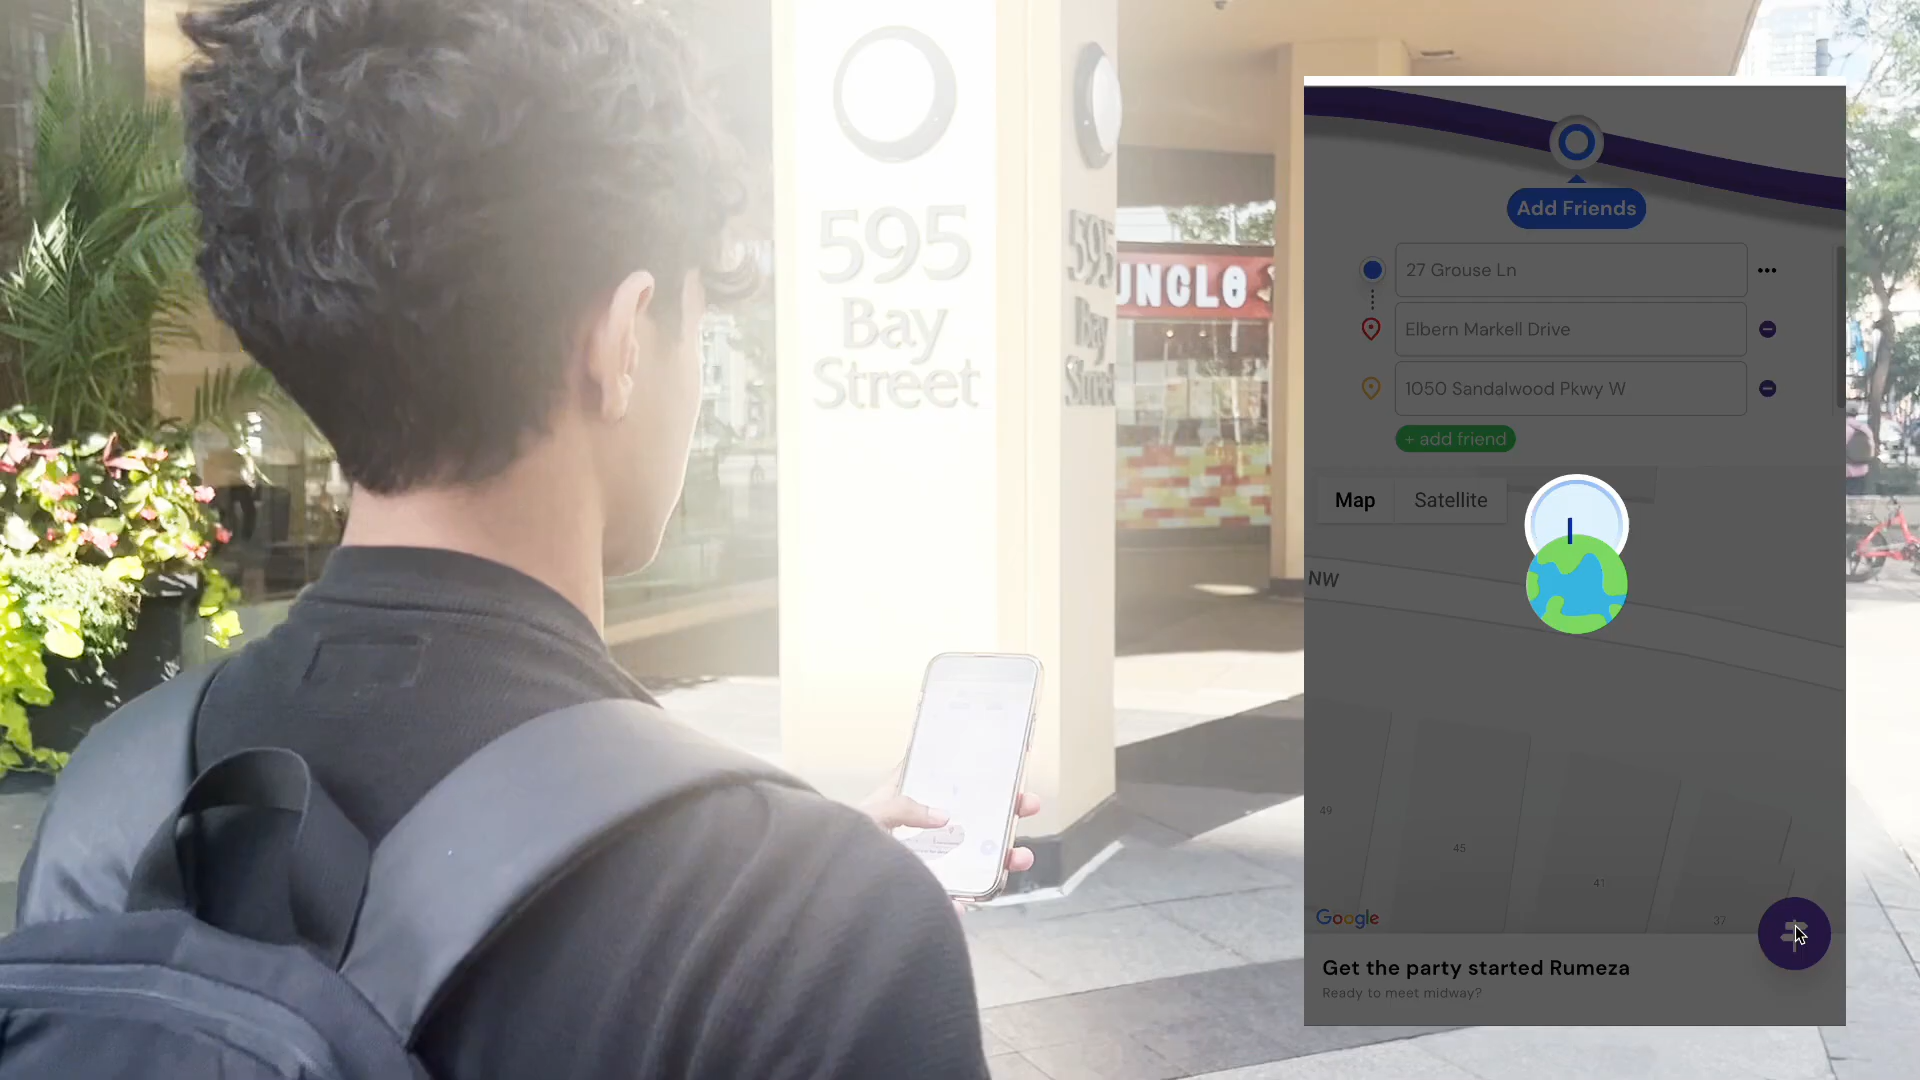 595
Bay
Street
595
Bay
Street
UNCLE
Add Friends
27 Grouse Ln
Elbern Markell Drive
1050 Sandalwood Pkwy W
+ add friend
Map
Satellite
NW
49
45
41
37
Google
Get the party started Rumeza
Ready to meet midway?